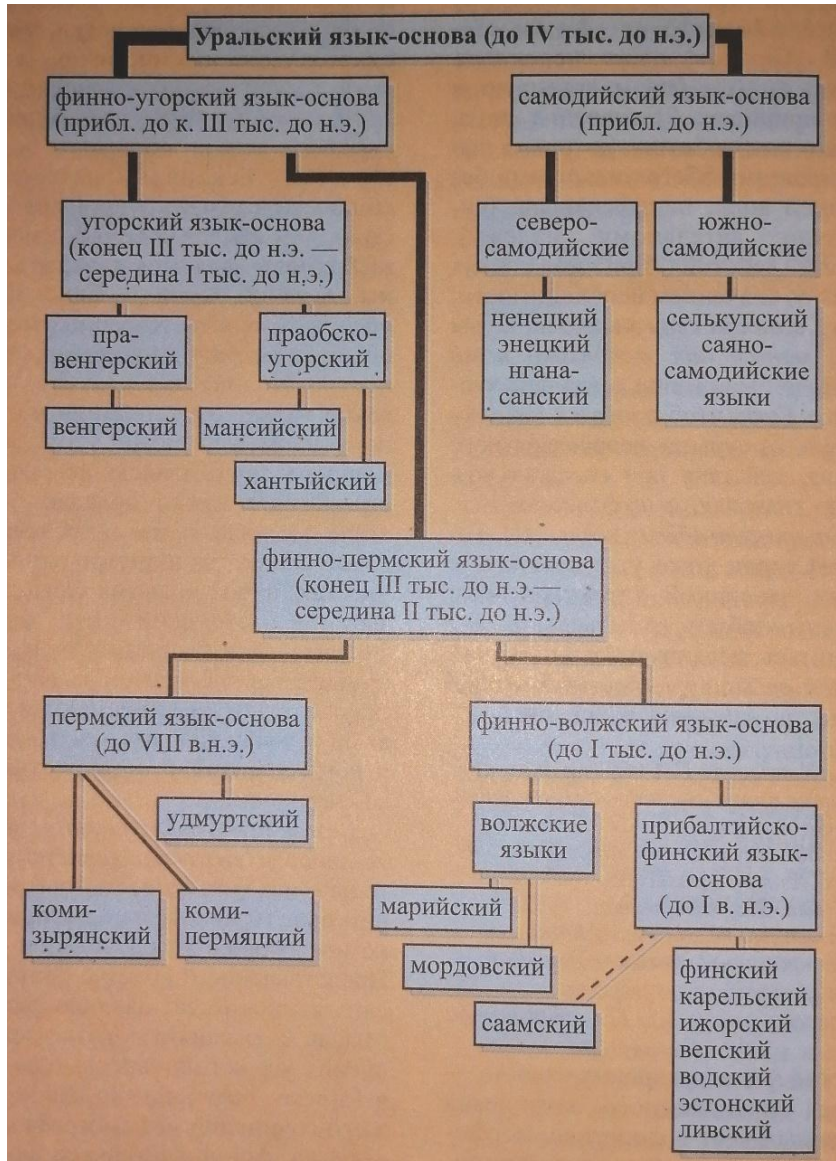 Уральский язык-основа (до IV тыс. до н.э.)
финно-угорский язык-основа
(прибл. до к. III тыс. до н.э.)
самодийский язык-основа
(прибл. до н.э.)
угорский язык-основа
(конец III тыс. до н.э. —
середина I тыс. до н.э.)
северо-
самодийские
южно-
самодийские
пра-
венгерский
праобско-
угорский
ненецкий
энецкий
нгана-
санский
селькупский
саяно-
самодийские
языки
венгерский
мансийский
хантыйский
финно-пермский язык-основа
(конец III тыс. до н.э.—
середина II тыс. до н.э.)
пермский язык-основа
(до VIII в.н.э.)
финно-волжский язык-основа
(до I тыс. до н.э.)
удмуртский
волжские
языки
прибалтийско-
финский язык-
основа
(до I в. н.э.)
коми-
зырянский
коми-
пермяцкий
марийский
мордовский
саамский
финский
карельский
ижорский
вепский
водский
эстонский
ливский